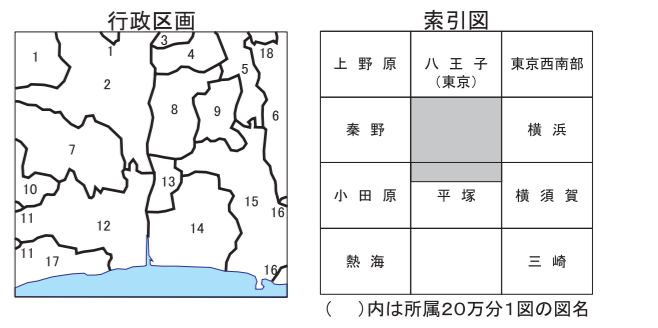 行政区画
1
1
3
4
18
2
5
8
9
6
7
13
10
15
11
16
12
14
11
17
16
索引図
上野原
八王子
(東京)
東京西南部
秦野
横浜
小田原
平塚
横須賀
熱海
三崎
(　)内は所属20万分1図の図名